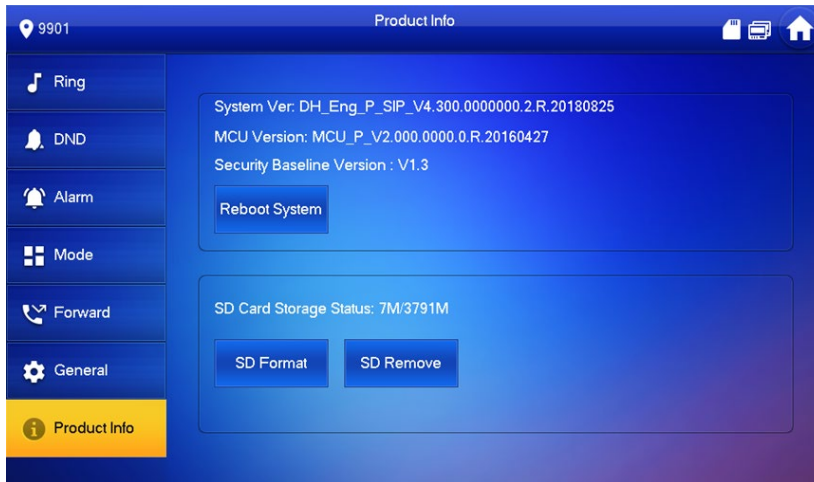 9901
Product Info
Ring
DND
Alarm
Mode
Forward
General
Product Info
System Ver: DH_Eng_P_SIP_V4.300.0000000.2.R.20180825
MCU Version: MCU_P_V2.000.0000.0.R.20160427
Security Baseline Version : V1.3
Reboot System
SD Card Storage Status: 7M/3791M
SD Format
SD Remove